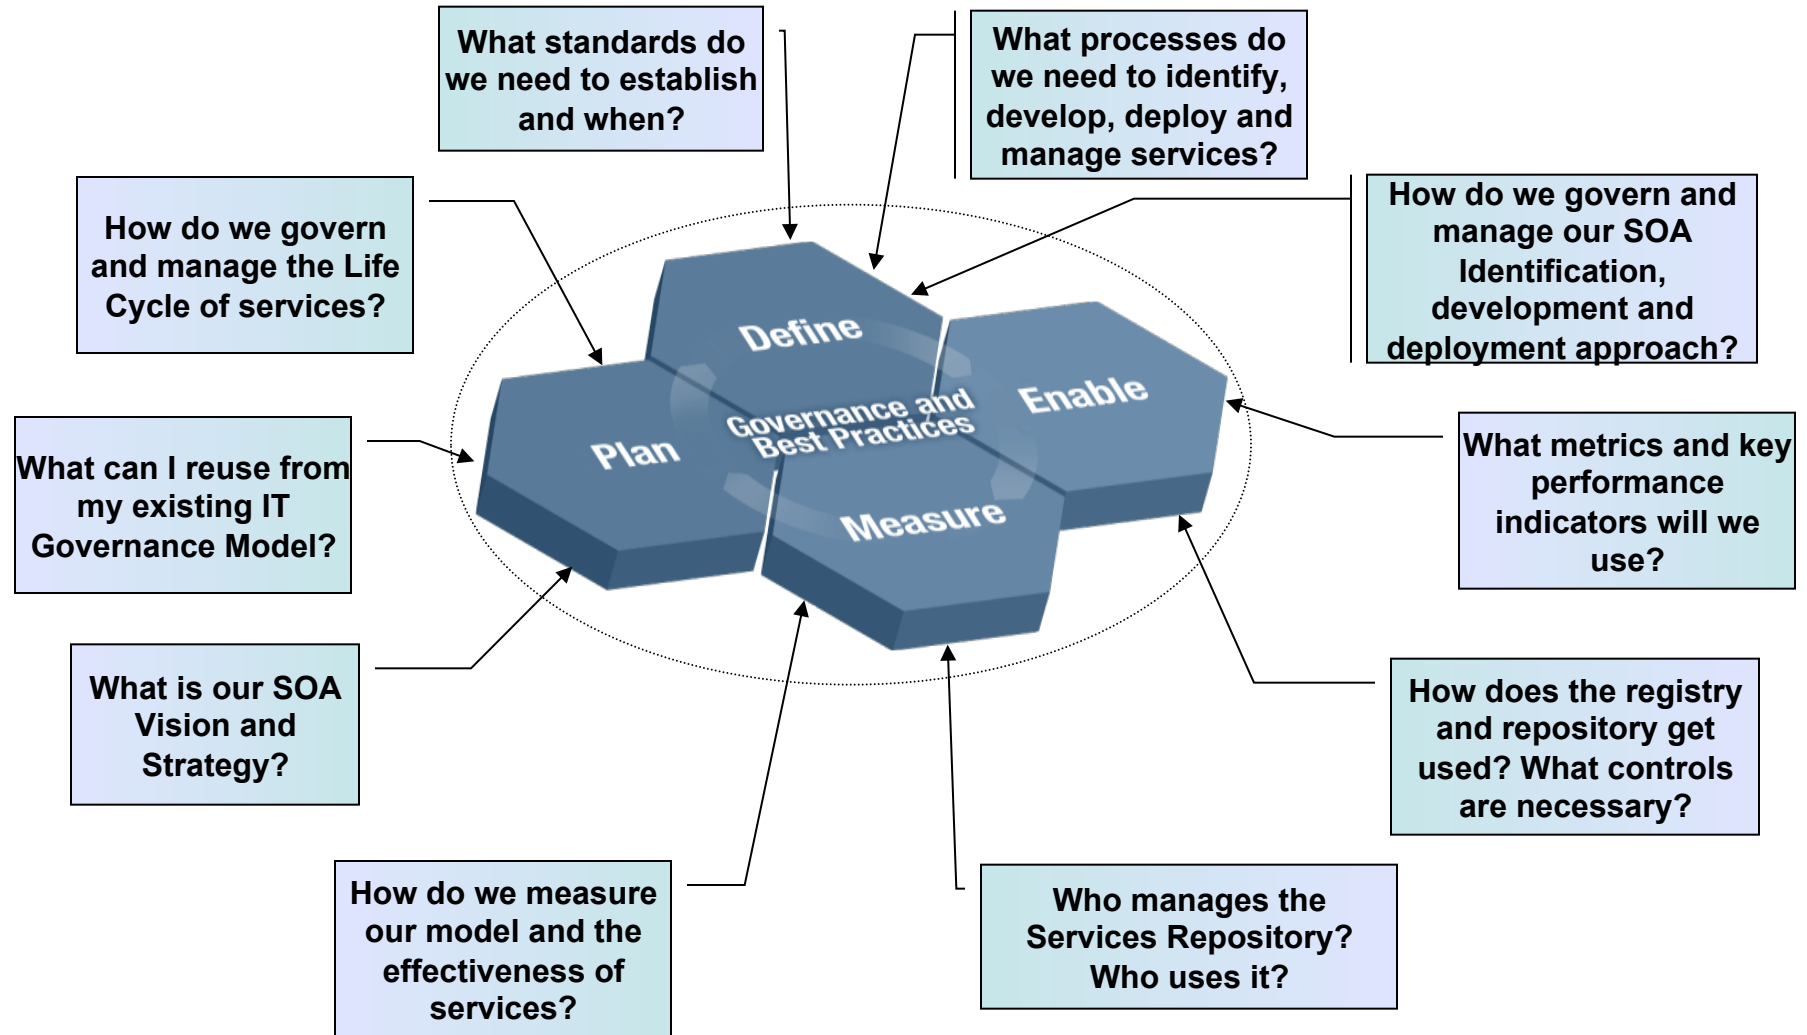 What standards do
we need to establish
and when?
What processes do
we need to identify,
develop, deploy and
manage services?
How do we govern
and manage the Life
Cycle of services?
How do we govern and
manage our SOA
Identification,
development and
deployment approach?
Define
Enable
Governance and
Best Practices
Plan
Measure
What can I reuse from
my existing IT
Governance Model?
What metrics and key
performance
indicators will we
use?
What is our SOA
Vision and
Strategy?
How does the registry
and repository get
used? What controls
are necessary?
How do we measure
our model and the
effectiveness of
services?
Who manages the
Services Repository?
Who uses it?